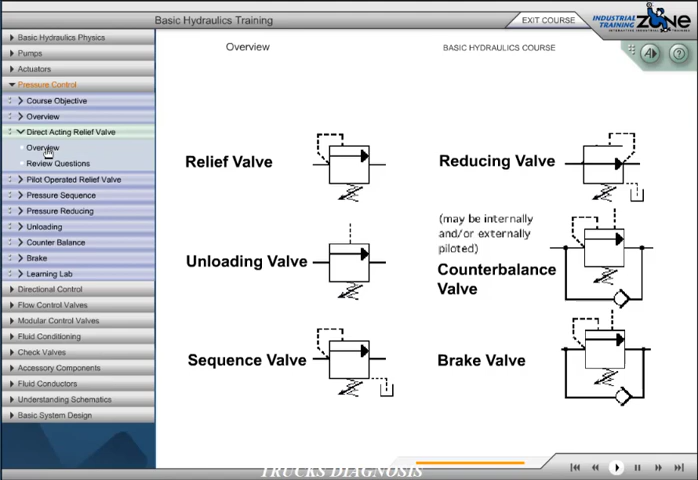 Basic Hydraulics Training
EXIT COURSE
INDUSTRIAL
TRAINING
ZONE
Basic Hydraulics Physics
Pumps
Actuators
Pressure Control
Course Objective
Overview
Direct Acting Relief Valve
Overview
Review Questions
Pilot Operated Relief Valve
Pressure Sequence
Pressure Reducing
Unloading
Counter Balance
Brake
Learning Lab
Directional Control
Flow Control Valves
Modular Control Valves
Fluid Conditioning
Check Valves
Accessory Components
Fluid Conductors
Understanding Schematics
Basic System Design
Overview
BASIC HYDRAULICS COURSE
A
?
Relief Valve
Reducing Valve
(may be internally
and/or externally
piloted)
Unloading Valve
Counterbalance
Valve
Sequence Valve
Brake Valve
TRUCKS DIAGNOSIS